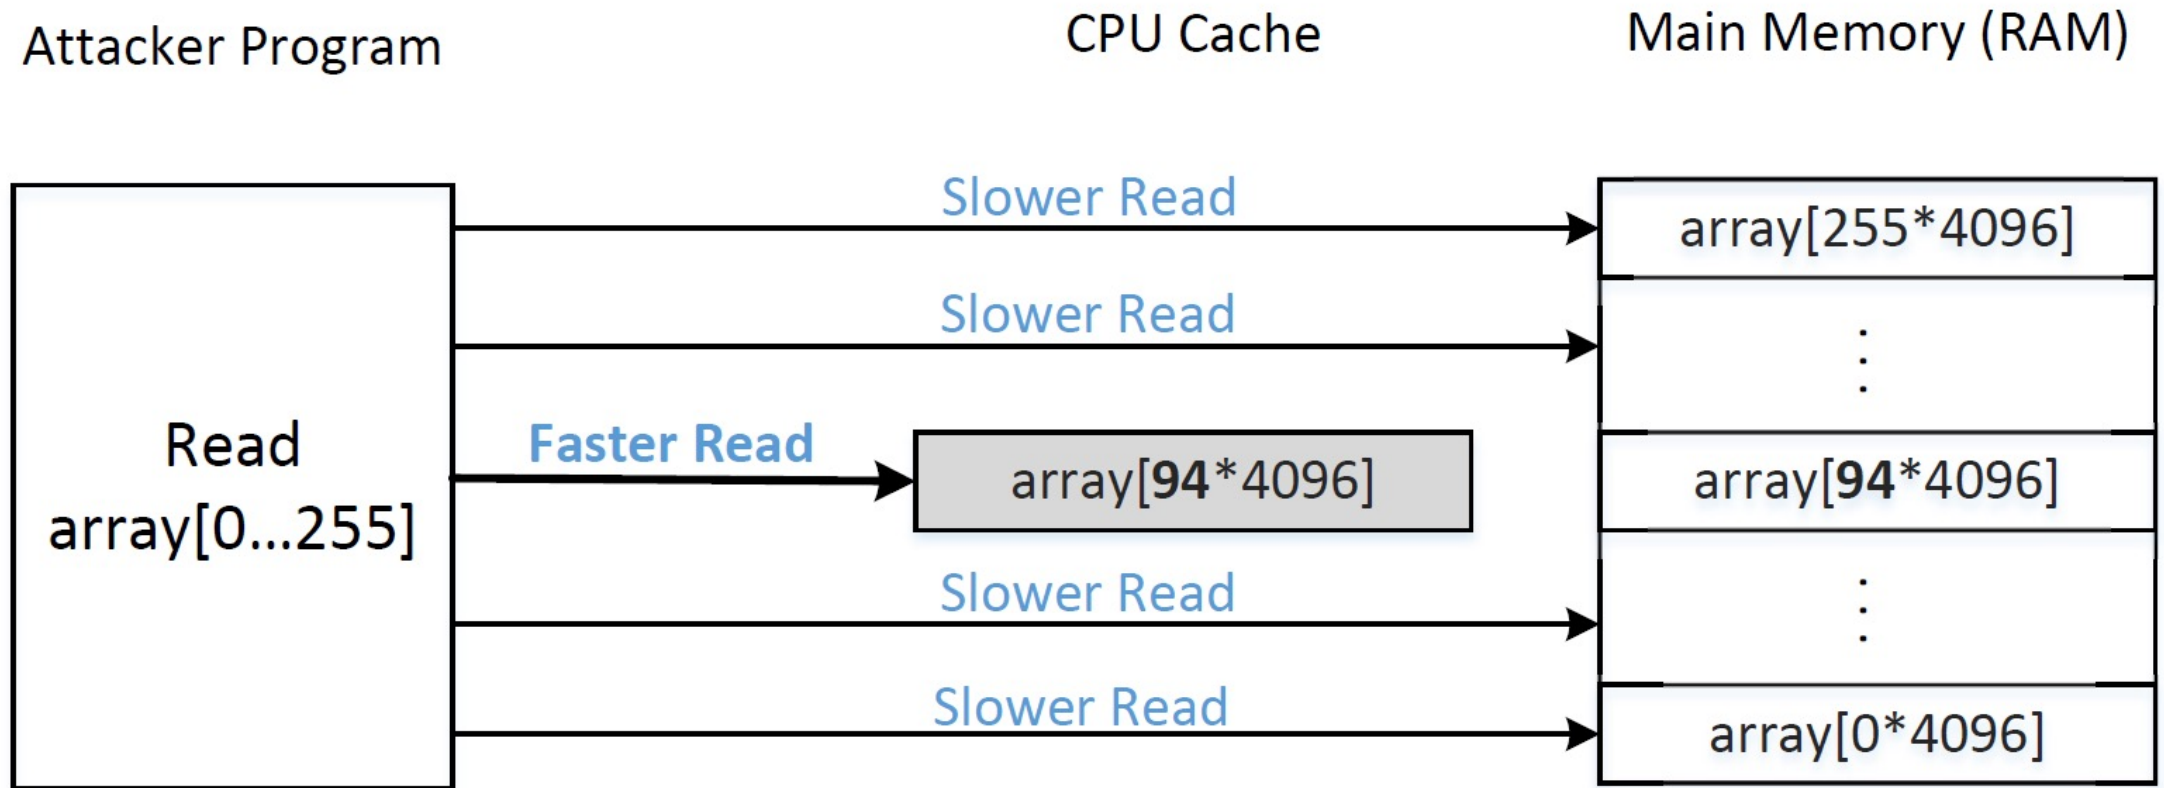 Attacker Program
CPU Cache
Main Memory (RAM)
Slower Read
array[255*4096]
Slower Read
Faster Read
Read
array[0...255]
array[94*4096]
array[94*4096]
Slower Read
Slower Read
array[0*4096]